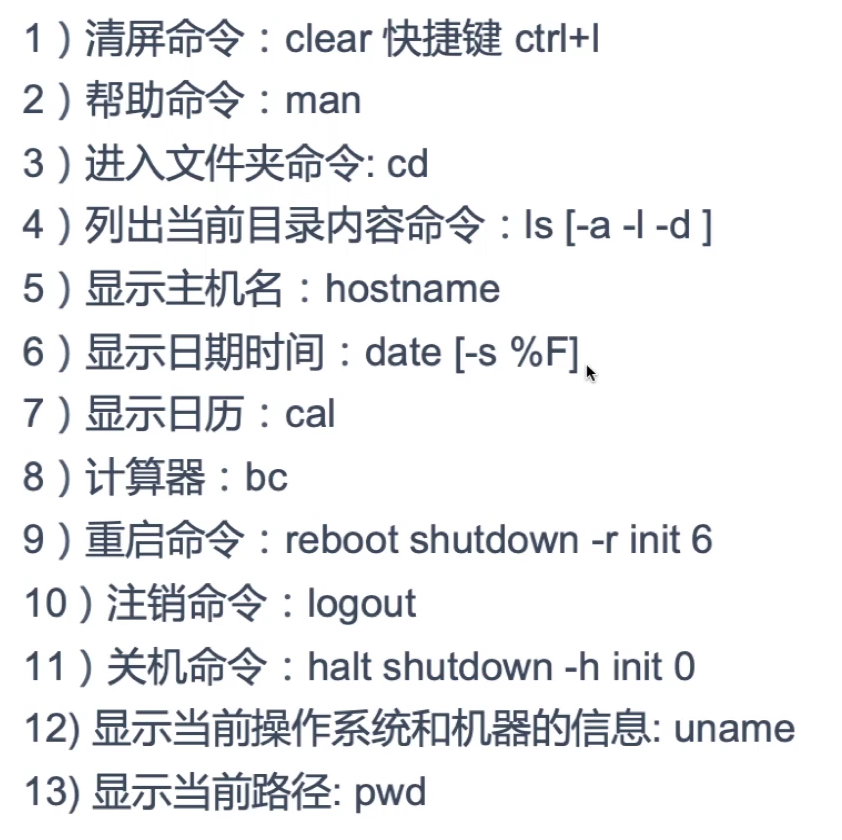 1）清屏命令：clear 快捷键 ctrl+l
2）帮助命令：man
3）进入文件夹命令: cd
4）列出当前目录内容命令：ls [-a -l -d ]
5）显示主机名：hostname
6）显示日期时间：date [-s %F]
7）显示日历：cal
8）计算器：bc
9）重启命令：reboot shutdown -r init 6
10）注销命令：logout
11）关机命令：halt shutdown -h init 0
12) 显示当前操作系统和机器的信息: uname
13) 显示当前路径: pwd